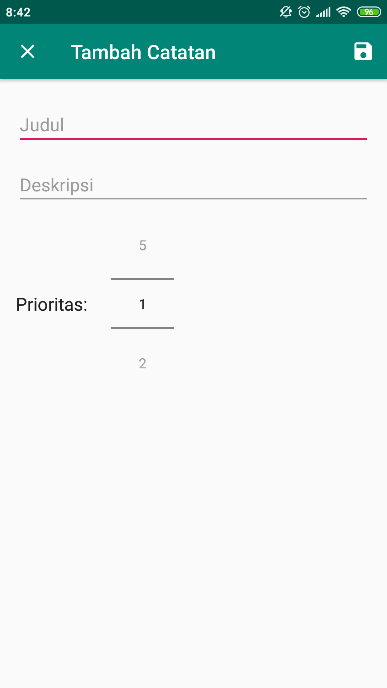 8:42
96
Tambah Catatan
Judul
Deskripsi
5
Prioritas: 1
2